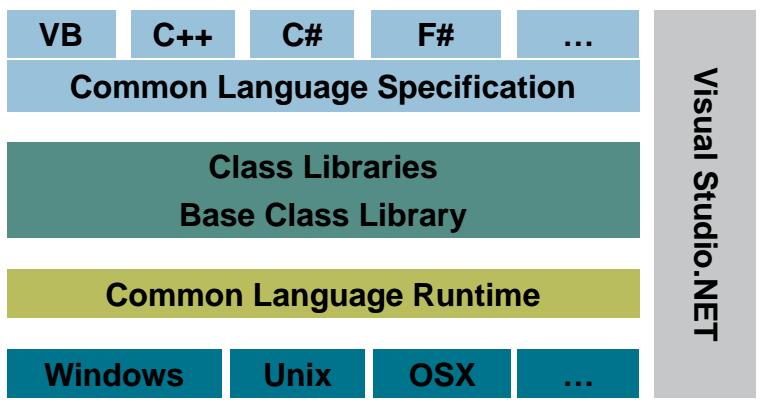 VB C++ C# F# …
Common Language Specification
Class Libraries
Base Class Library
Common Language Runtime
Windows Unix OSX …
Visual Studio.NET